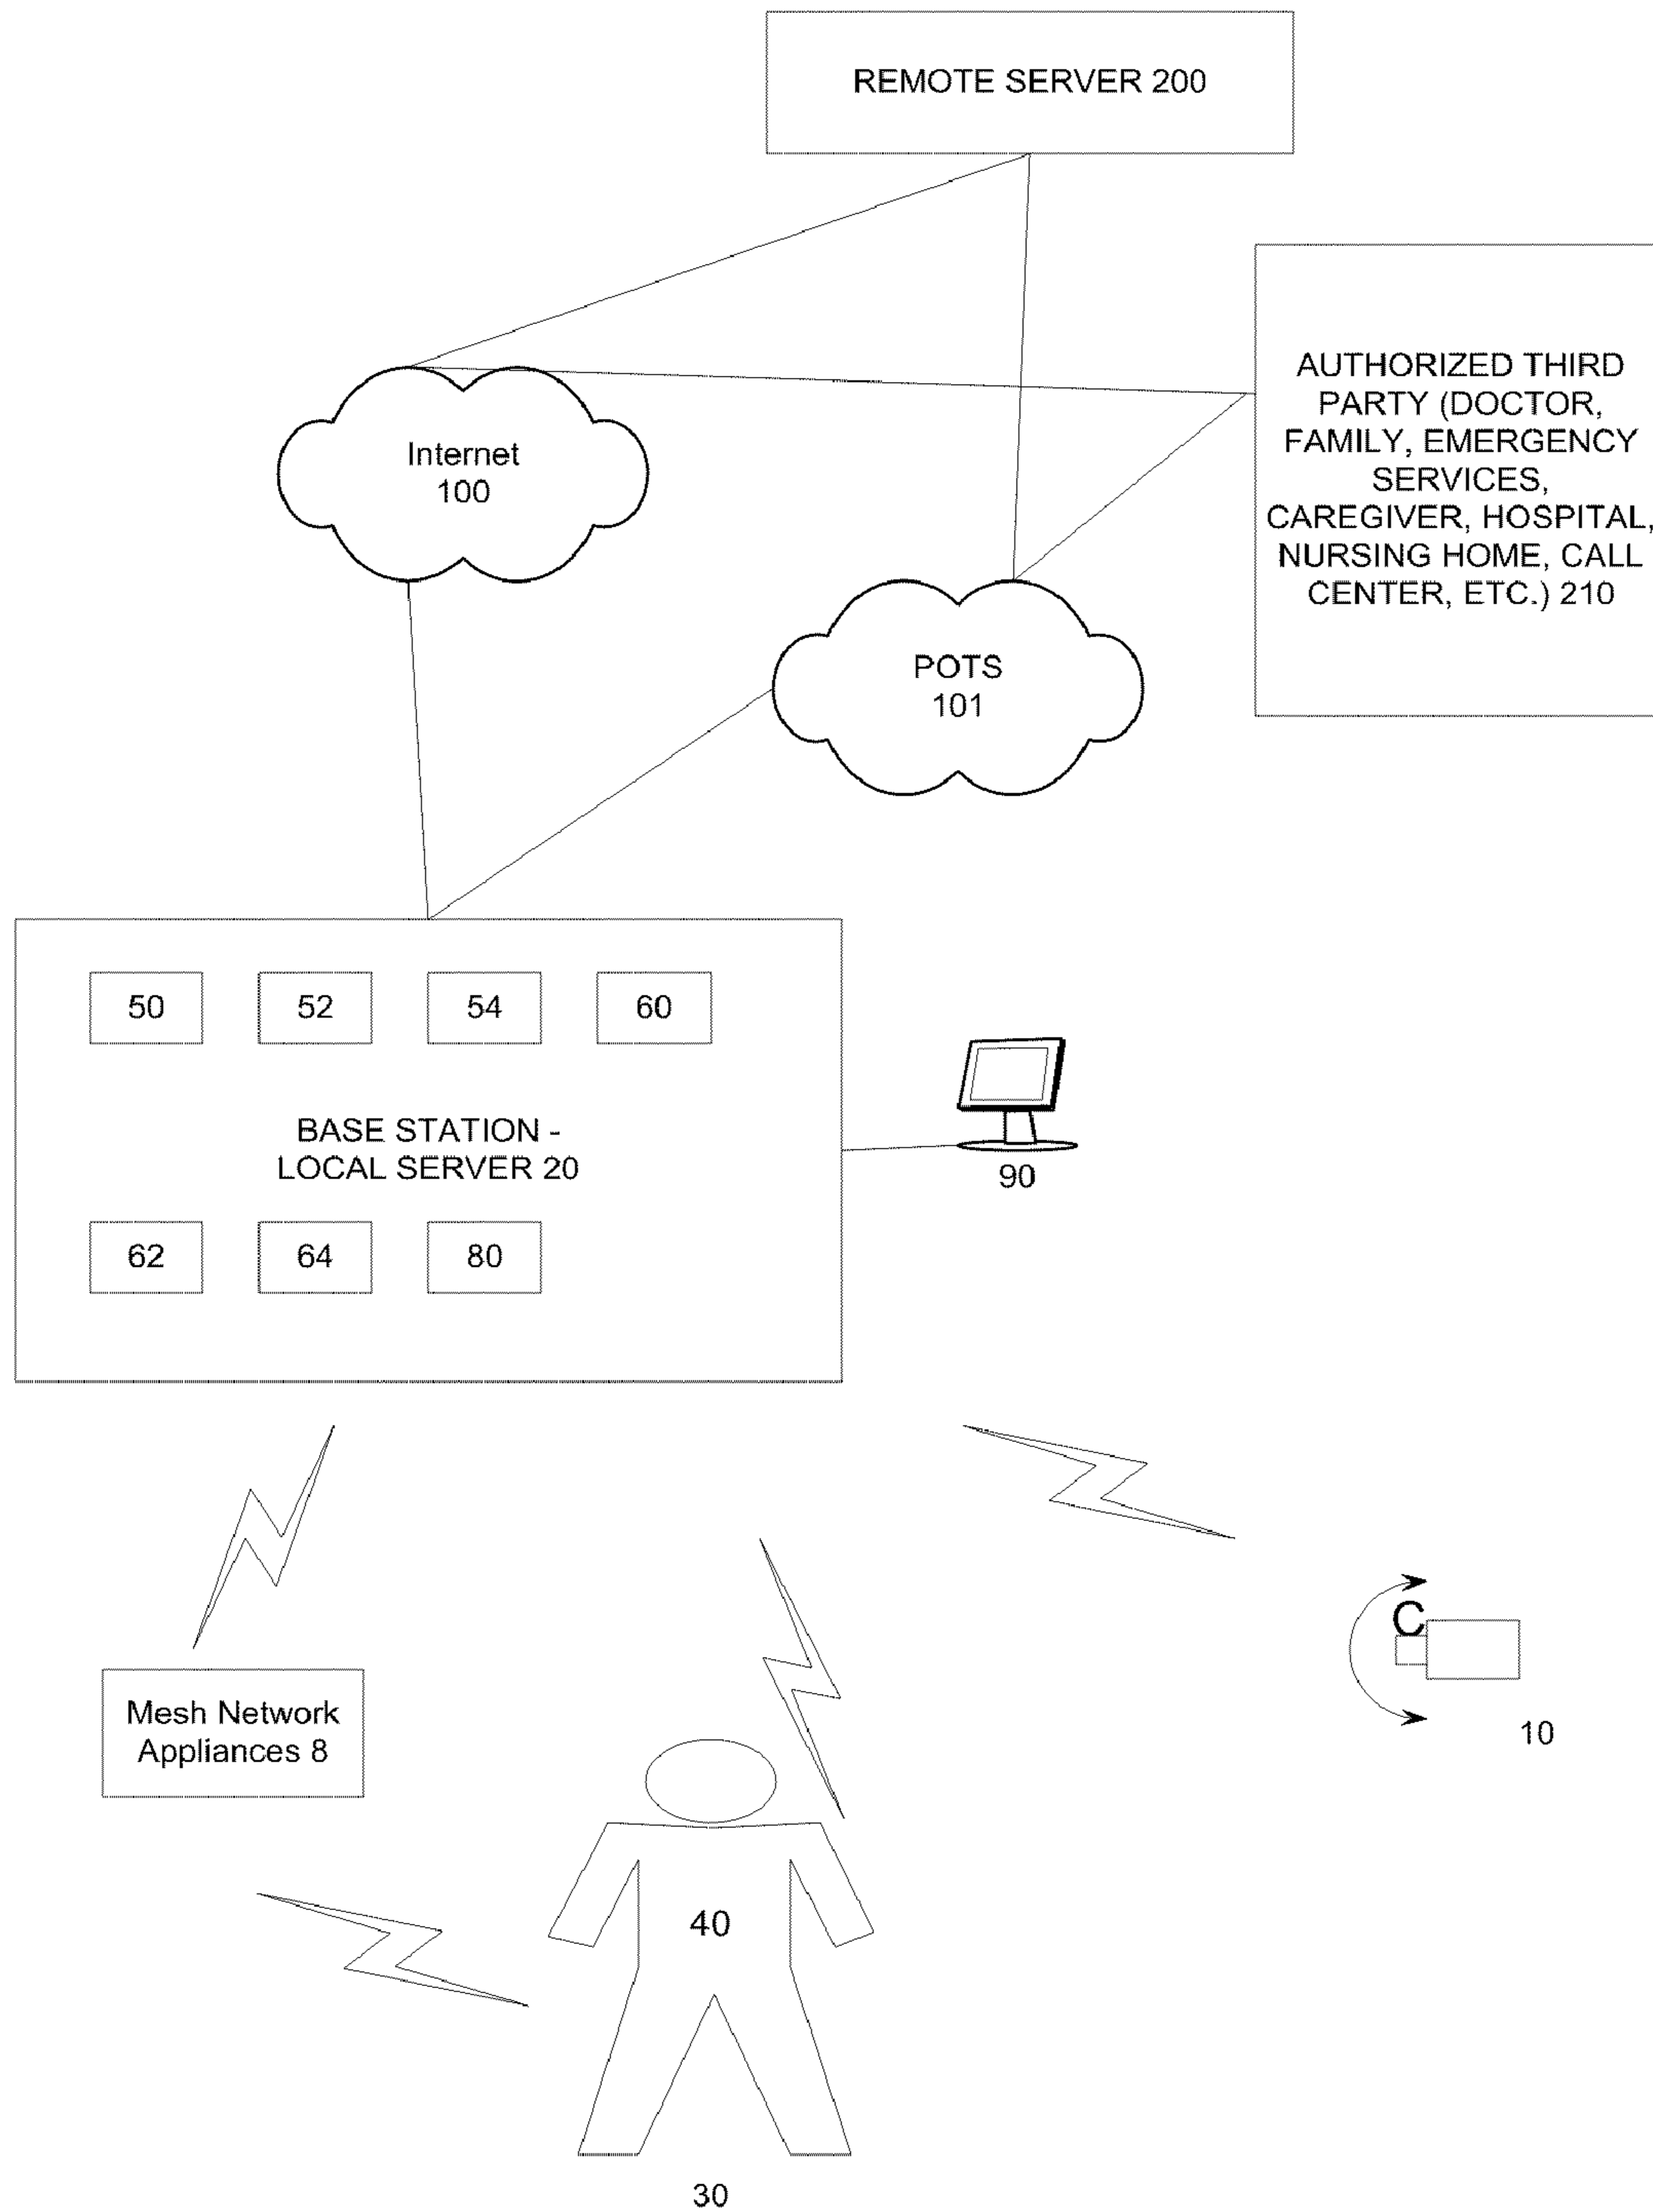 REMOTE SERVER 200
AUTHORIZED THIRD
PARTY (DOCTOR,
FAMILY, EMERGENCY
SERVICES,
CAREGIVER, HOSPITAL,
NURSING HOME, CALL
CENTER, ETC.) 210
Internet
100
POTS
101
50
52
54
60
BASE STATION -
LOCAL SERVER 20
90
62
64
80
Mesh Network
Appliances 8
C
10
40
30